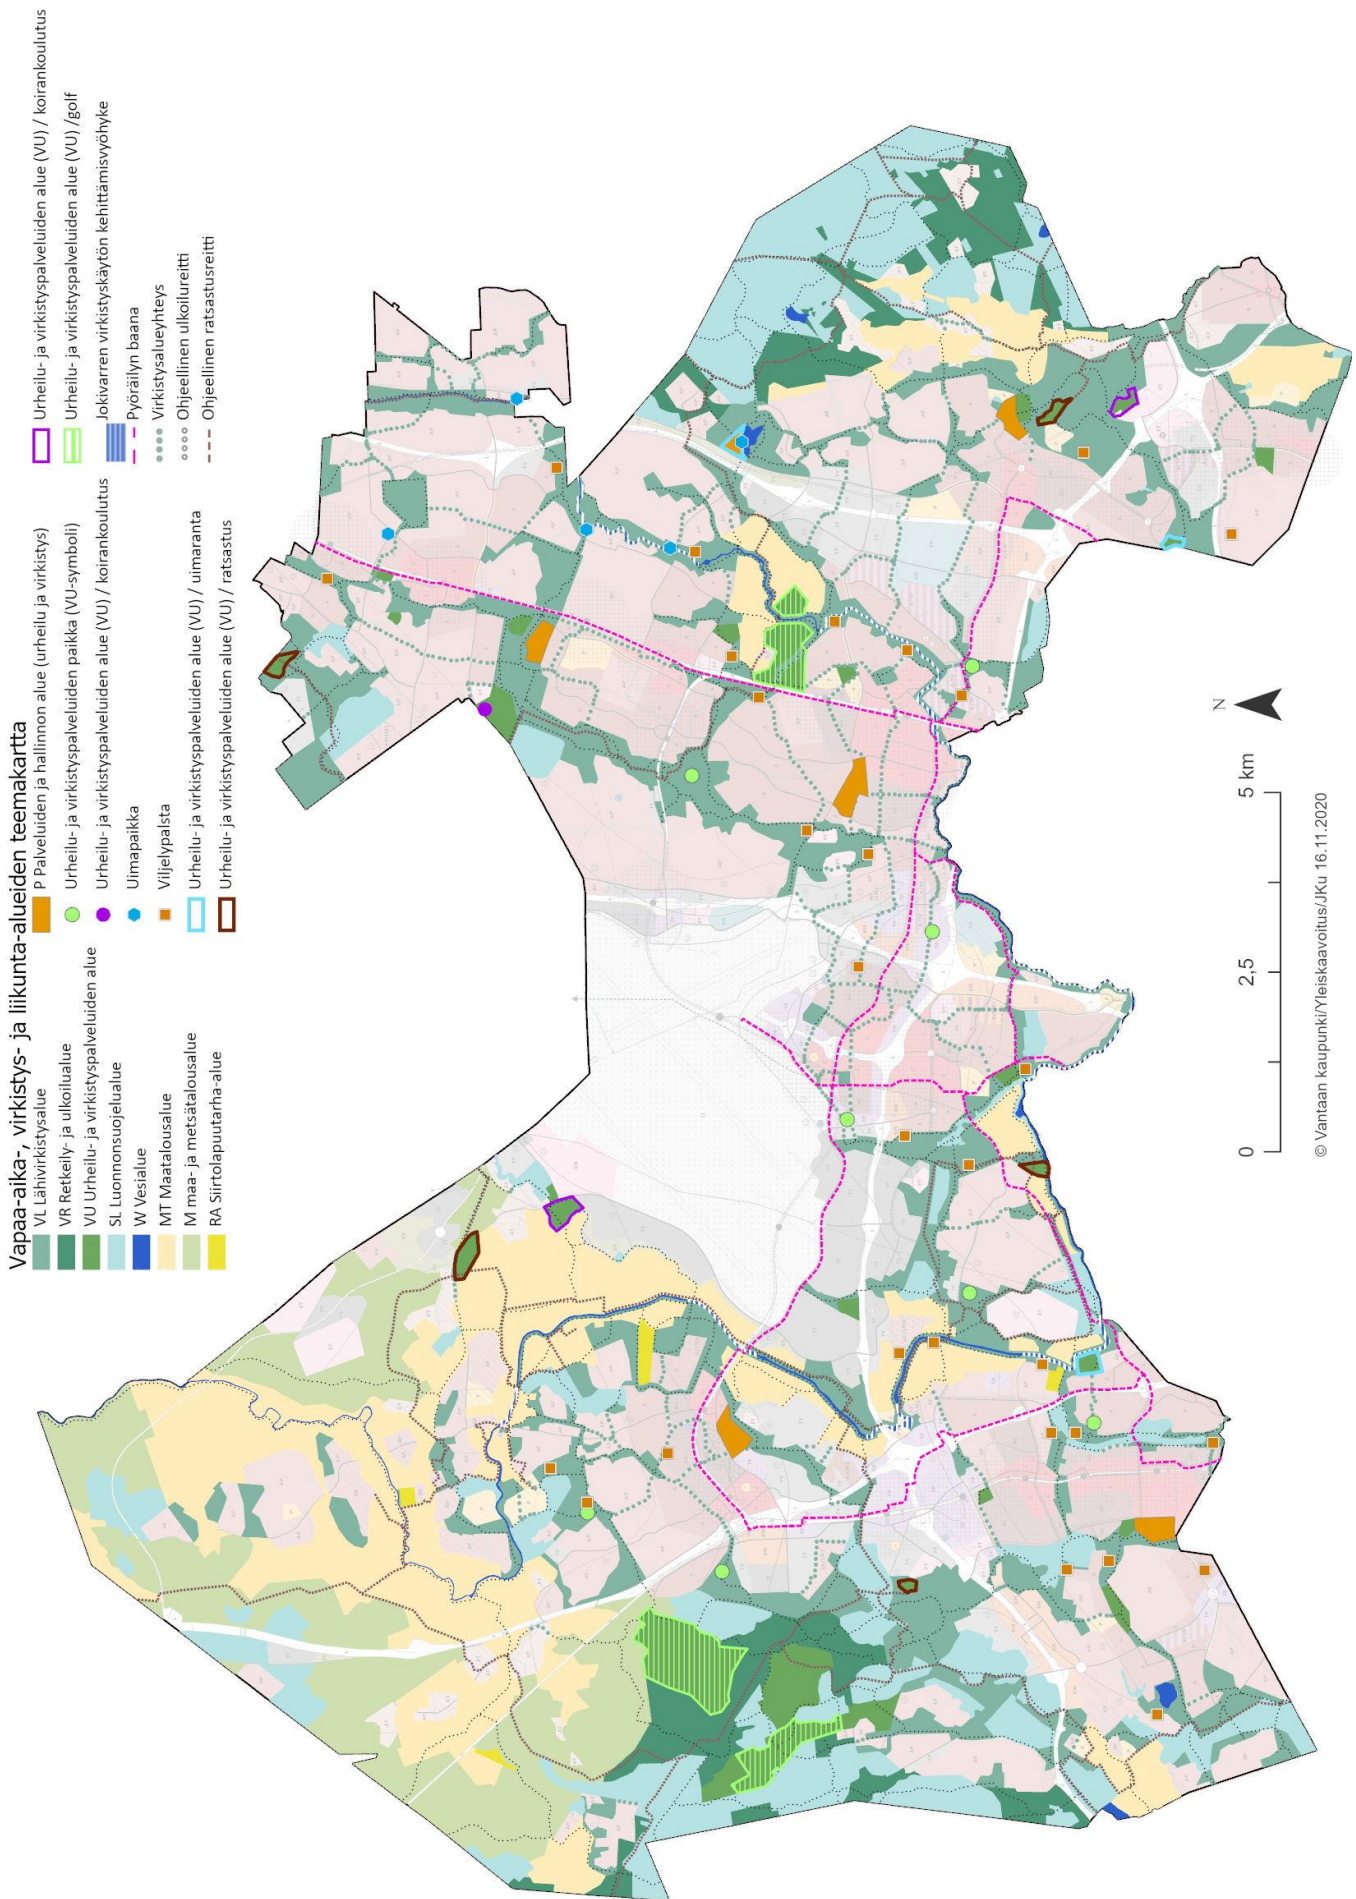 Vapaa-aika-, virkistys- ja liikunta-alueiden teemakartta
VL Lähivirkistysalue
VR Retkeily- ja ulkoilualue
VU Urheilu- ja virkistyspalveluiden alue
SL Luonnonsuojelualue
W Vesialue
MT Maatalousalue
M maa- ja metsätalousalue
RA Siirtolapuutarha-alue
P Palveluiden ja hallinnon alue (urheilu ja virkistys)
Urheilu- ja virkistyspalveluiden paikka (VU-symboli)
Urheilu- ja virkistyspalveluiden alue (VU) / koirankoulutus
Uimapaikka
Viljelypalsta
Urheilu- ja virkistyspalveluiden alue (VU) / uimaranta
Urheilu- ja virkistyspalveluiden alue (VU) / ratsastus
Urheilu- ja virkistyspalveluiden alue (VU) / koirankoulutus
Urheilu- ja virkistyspalveluiden alue (VU) /golf
Jokivarren virkistyskäytön kehittämisvyöhyke
Pyöräilyn baana
Virkistysalueyhteys
Ohjeellinen ulkoilureitti
Ohjeellinen ratsastusreitti
N
0 2,5 5 km
© Vantaan kaupunki/Yleiskaavoitus/JKu 16.11.2020